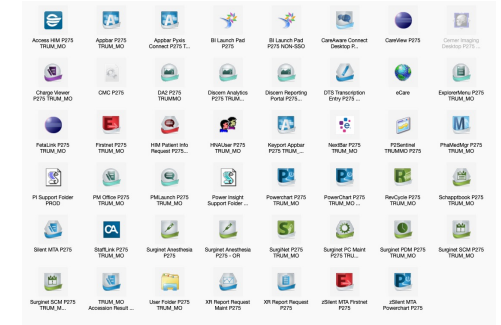 Access HIM P275
TRUM_MO
Appbar P275
TRUM_MO
Appbar Pyxis
Connect P275 T...
BI Launch Pad
P275
BI Launch Pad
P275 NON-SSO
CareAware Connect
Desktop P...
CareView P275
Cerner Imaging
Desktop P275 ...
Charge Viewer
P275 TRUM_MO
CMC P275
DA2 P275
TRUMMO
Discern Analytics
P275 TRUM...
Discern Reporting
Portal P275...
DTS Transcription
Entry P275 ...
eCare
ExplorerMenu P275
TRUM_MO
FetaLink P275
TRUM_MO
Firstnet P275
TRUM_MO
HIM Patient Info
Request P275...
HNAUser P275
TRUM_MO
Keyport Appbar
P275 TRUM_...
NextBar P275
TRUM_MO
P2Sentinel
TRUMMO P275
PhaMedMgr P275
TRUM_MO
PI Support Folder
PROD
PM Office P275
TRUM_MO
PMLaunch P275
TRUM_MO
Power Insight
Support Folder ...
Powerchart P275
TRUM_MO
PowerChart P275
TRUM_MO ...
RevCycle P275
TRUM_MO
Schapptbook P275
TRUM_MO
Silent MTA P275
StaffLink P275
TRUM_MO
Surginet Anesthesia
P275
Surginet Anesthesia
P275 - OR
SurgiNet P275
TRUM_MO
Surginet PC Maint
P275 TRU...
Surginet PDM P275
TRUM_MO
Surginet SCM P275
TRUM_MO
Surginet SCM P275
TRUM_M...
TRUM_MO
Accession Result ...
User Folder P275
TRUM_MO
XR Report Request
Maint P275
XR Report Request
P275
zSilent MTA Firstnet
P275
zSilent MTA
Powerchart P275